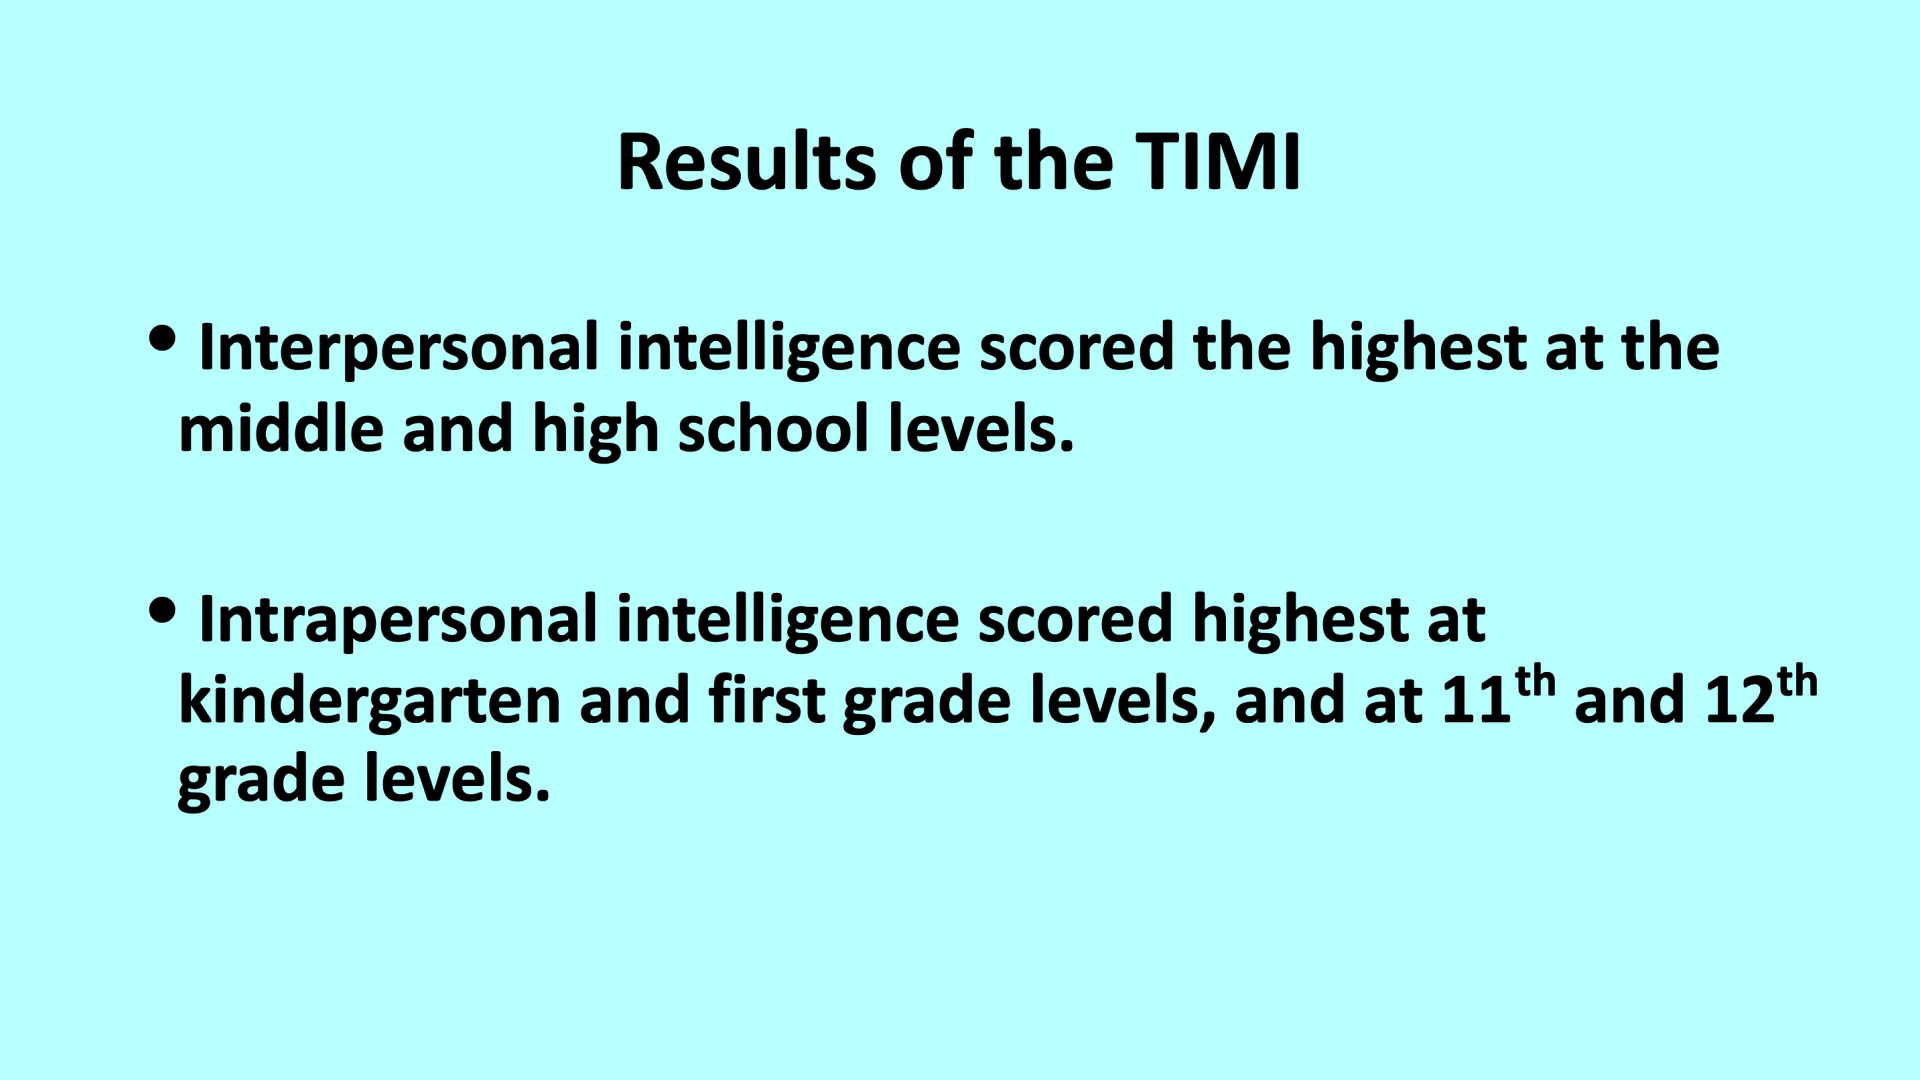 Results of the TIMI
• Interpersonal intelligence scored the highest at the
middle and high school levels.
• Intrapersonal intelligence scored highest at
kindergarten and first grade levels, and at 11th and 12th
grade levels.